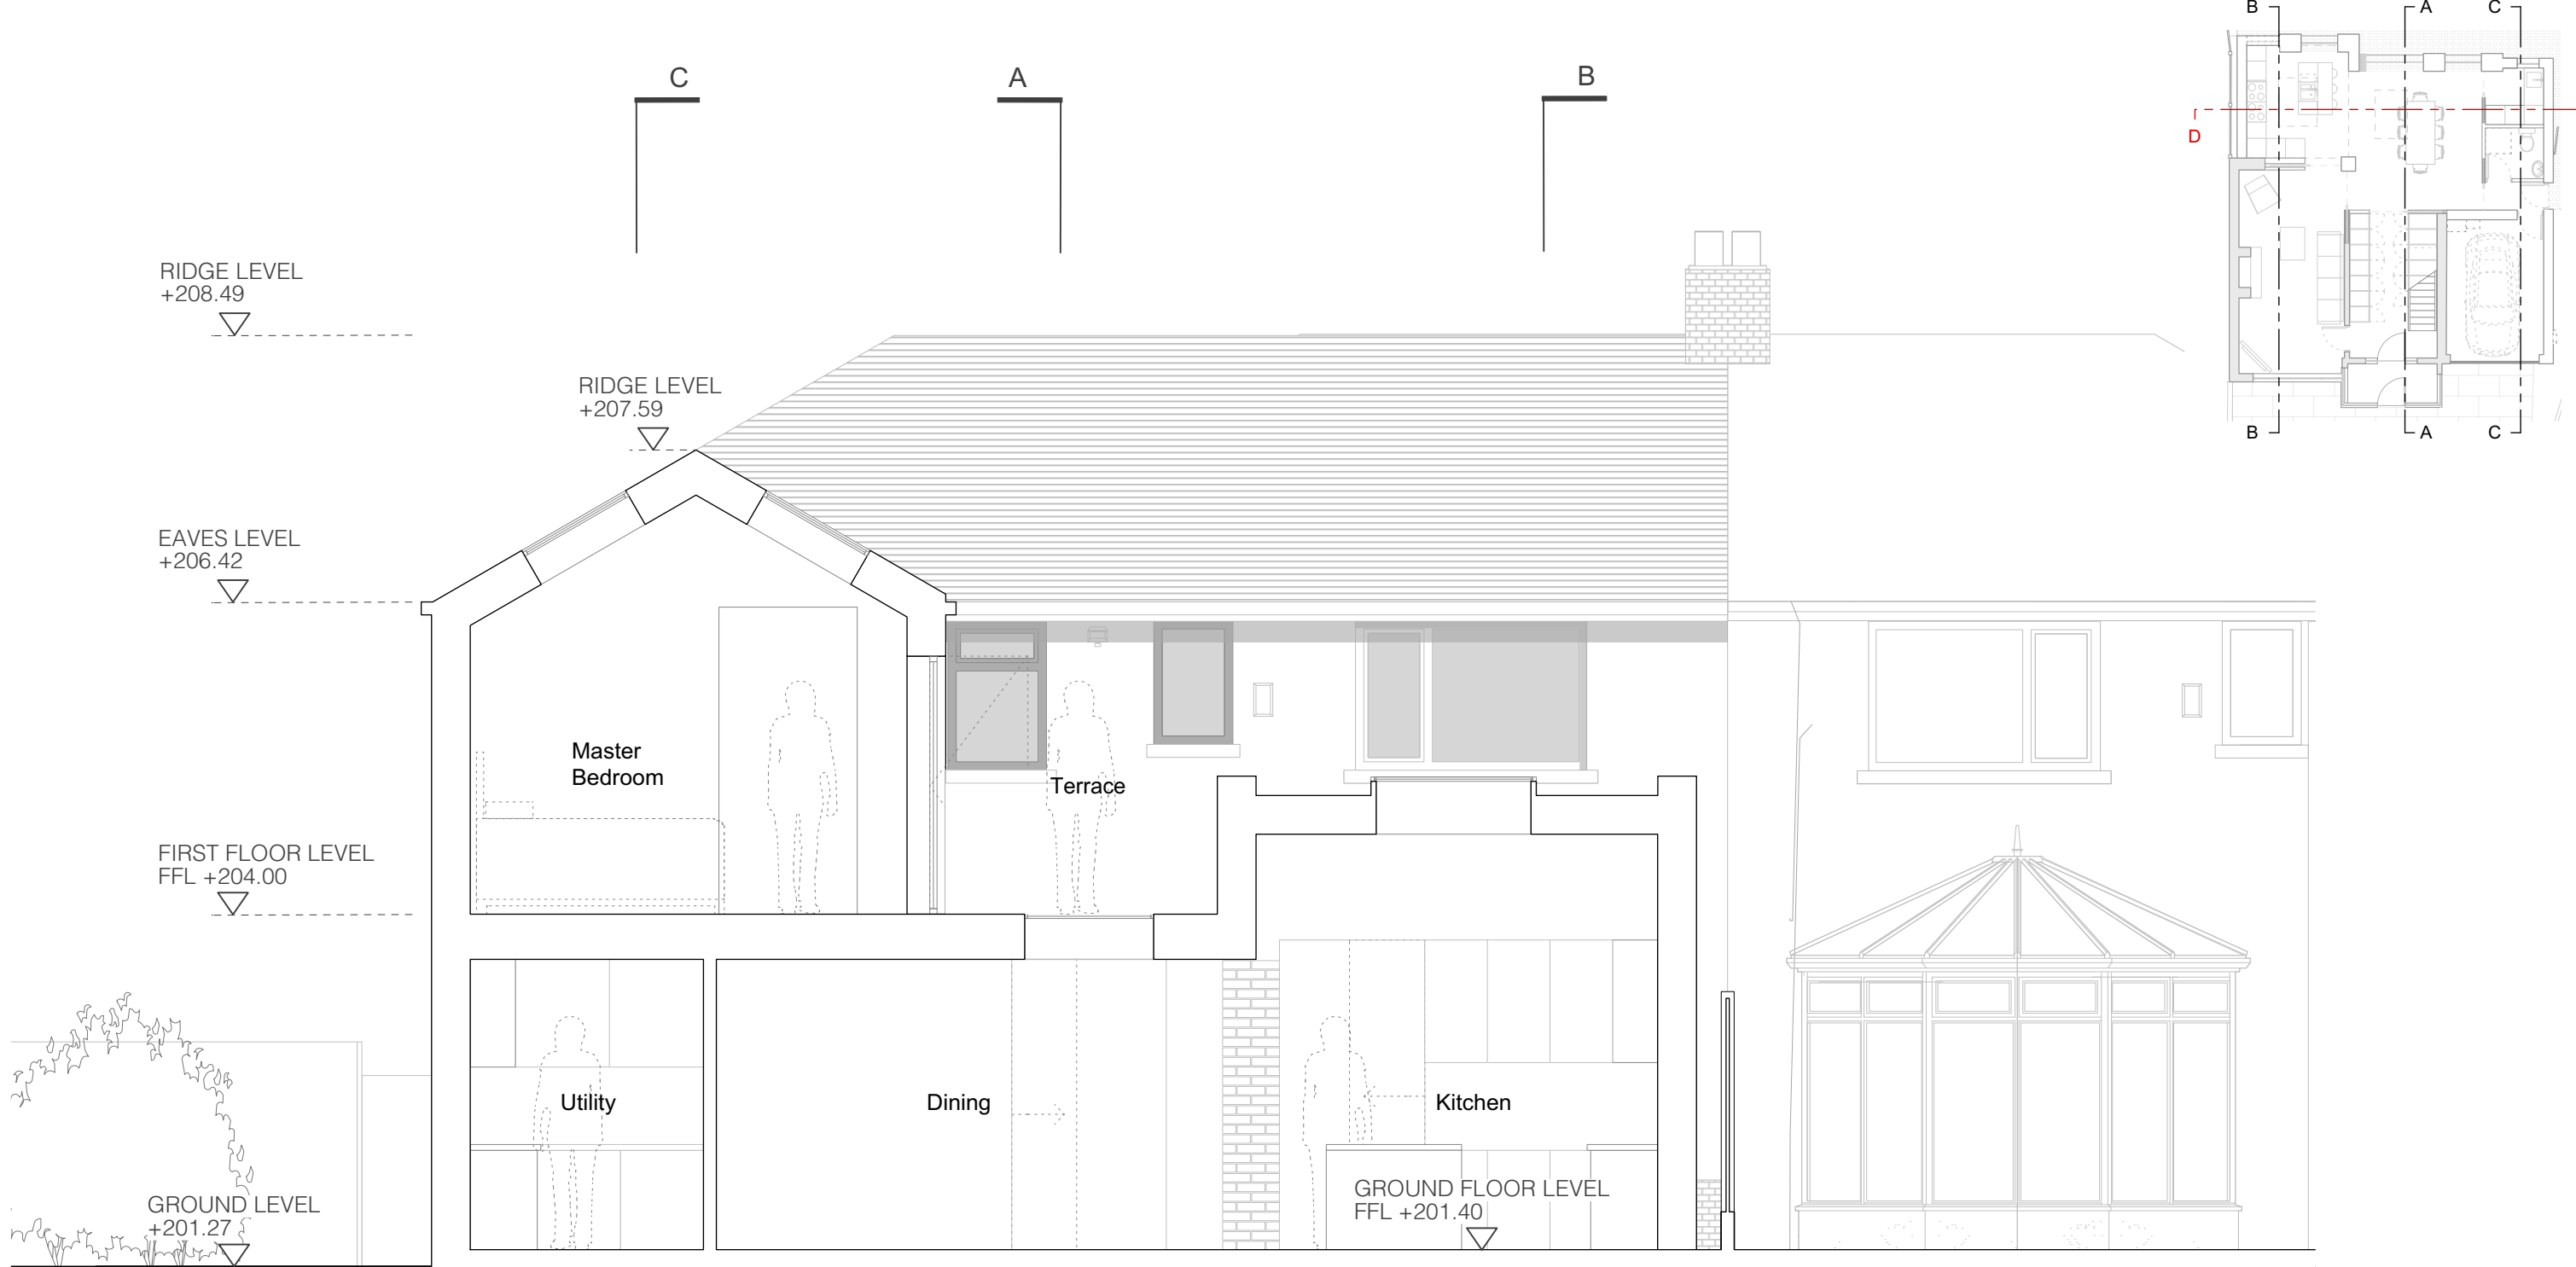 B
A
C
C
A
B
D
RIDGE LEVEL
+208.49
RIDGE LEVEL
+207.59
B
A
C
EAVES LEVEL
+206.42
Master
Bedroom
Terrace
FIRST FLOOR LEVEL
FFL +204.00
Utility
Dining
Kitchen
GROUND LEVEL
+201.27
GROUND FLOOR LEVEL
FFL +201.40